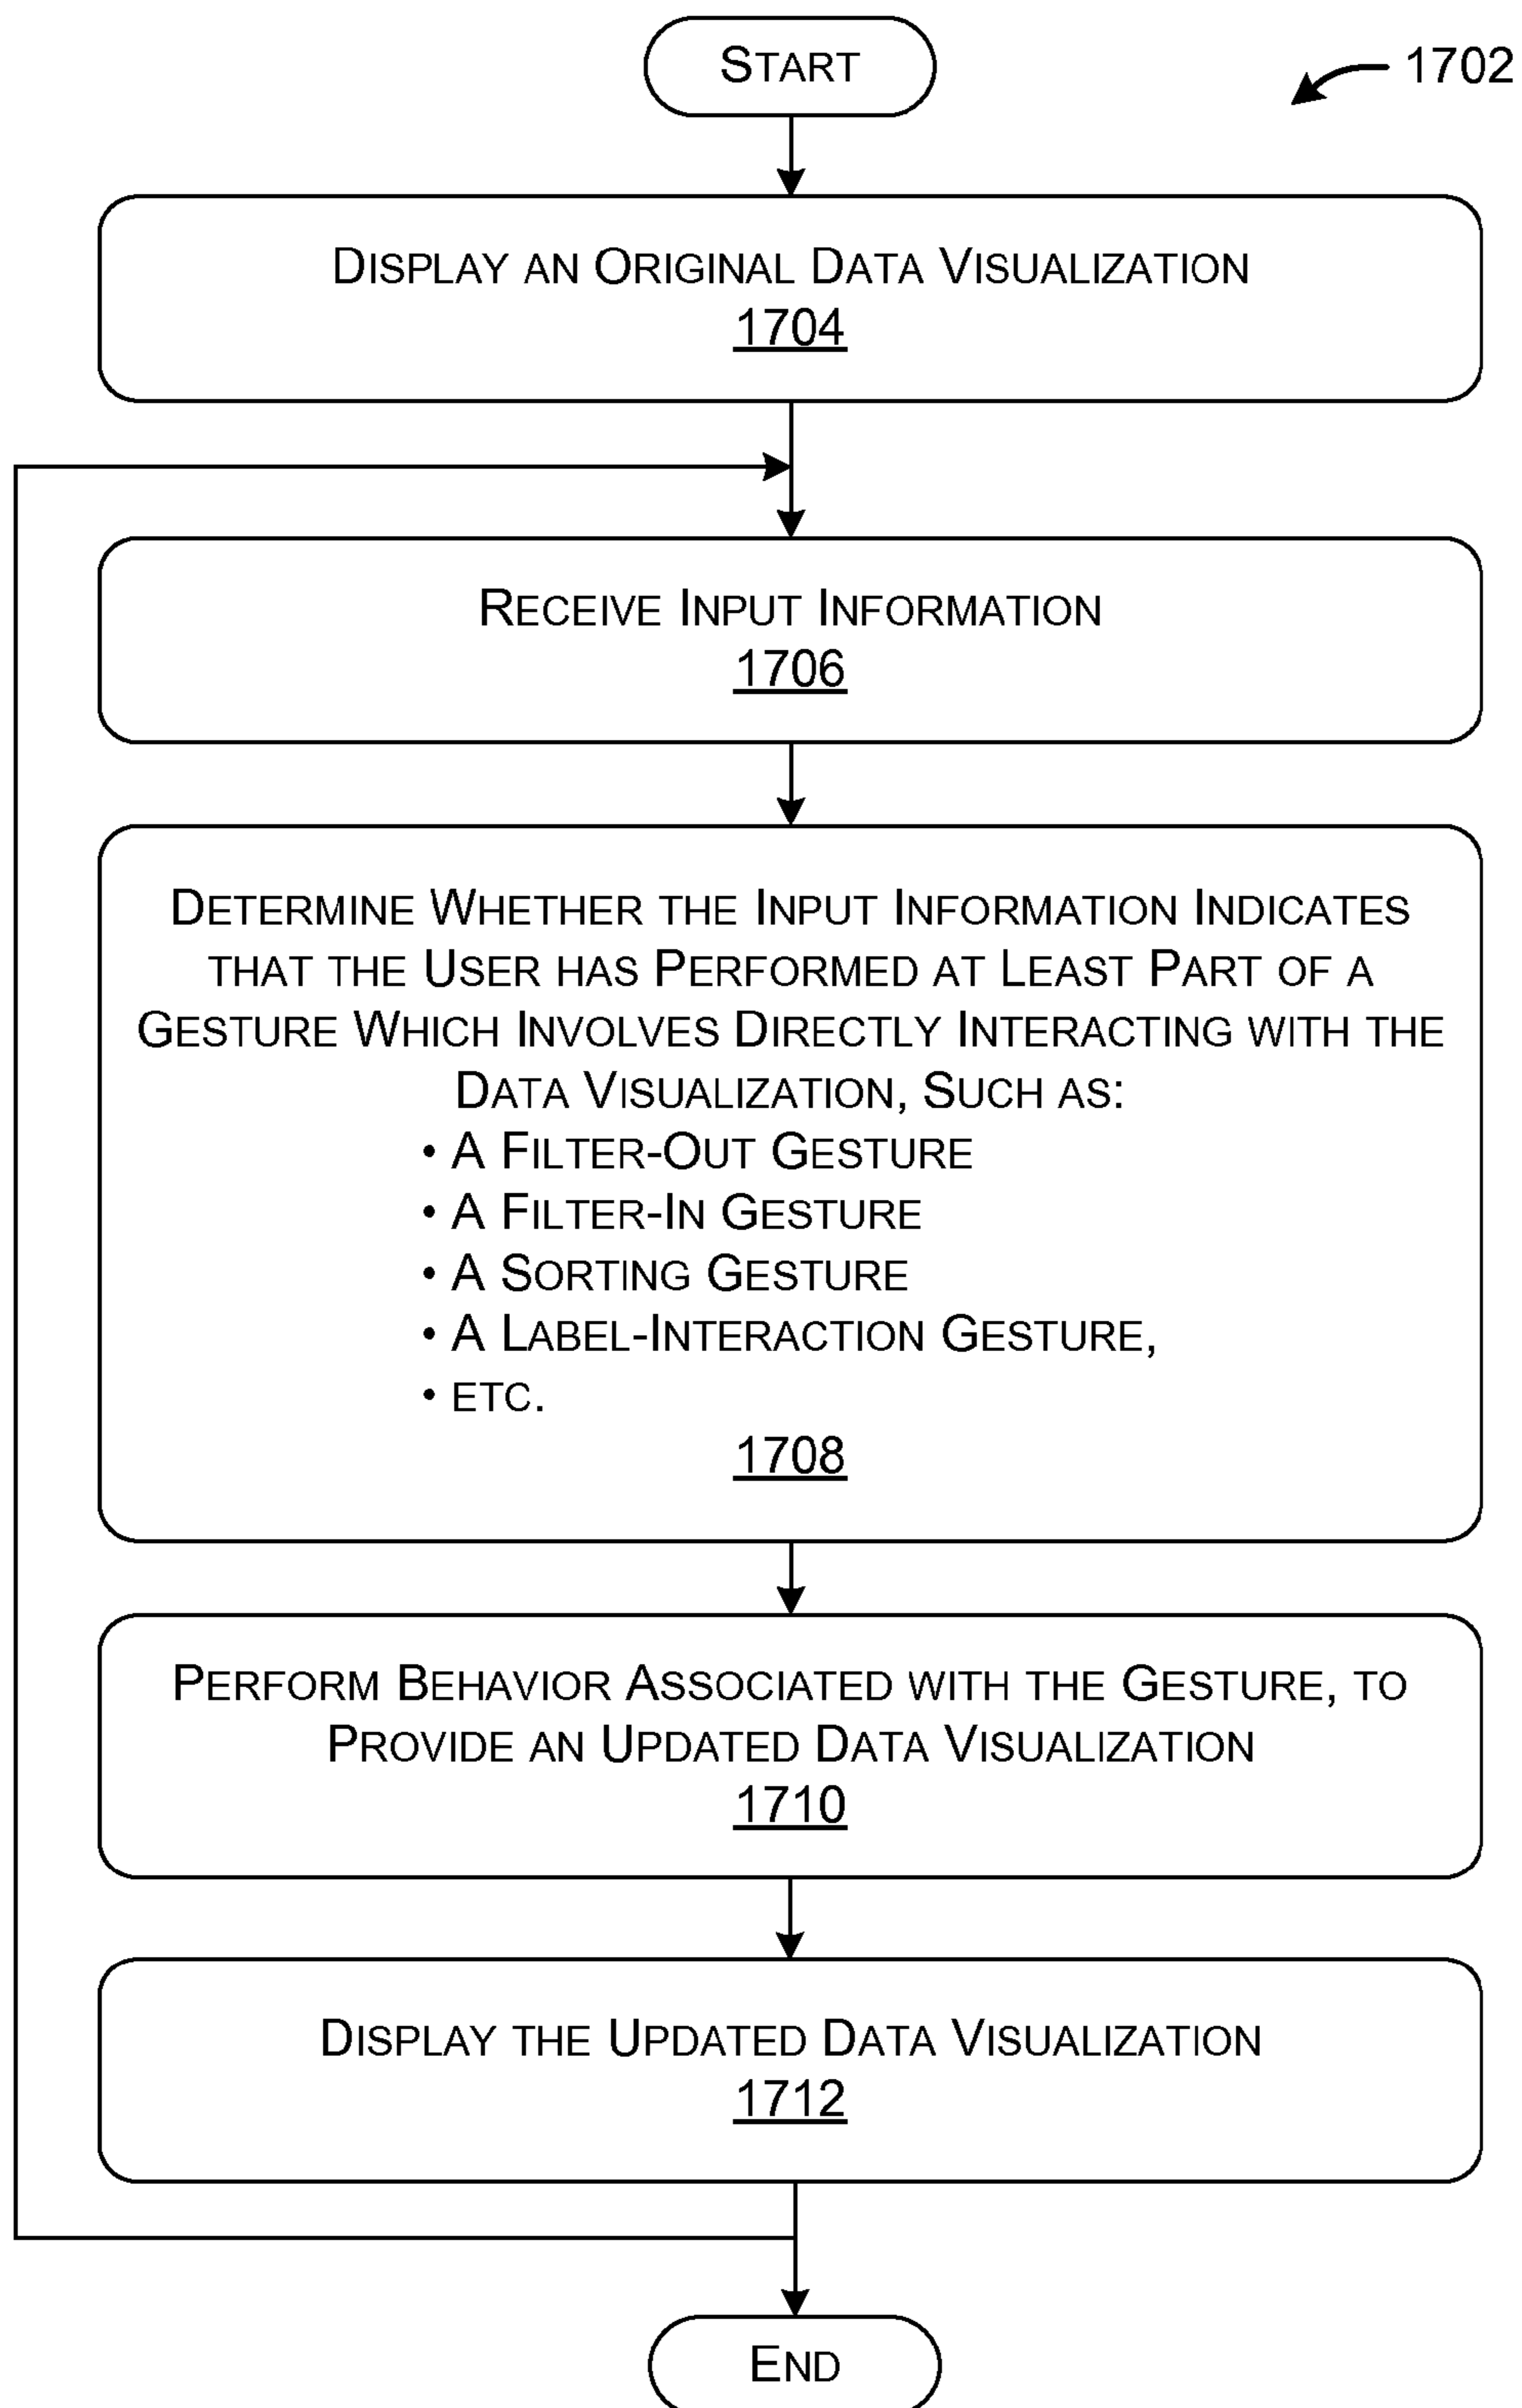 START
1702
DISPLAY AN ORIGINAL DATA VISUALIZATION
1704
RECEIVE INPUT INFORMATION
1706
DETERMINE WHETHER THE INPUT INFORMATION INDICATES
THAT THE USER HAS PERFORMED AT LEAST PART OF A
GESTURE WHICH INVOLVES DIRECTLY INTERACTING WITH THE
DATA VISUALIZATION, SUCH AS:
• A FILTER-OUT GESTURE
• A FILTER-IN GESTURE
• A SORTING GESTURE
• A LABEL-INTERACTION GESTURE,
• ETC.
1708
PERFORM BEHAVIOR ASSOCIATED WITH THE GESTURE, TO
PROVIDE AN UPDATED DATA VISUALIZATION
1710
DISPLAY THE UPDATED DATA VISUALIZATION
1712
END